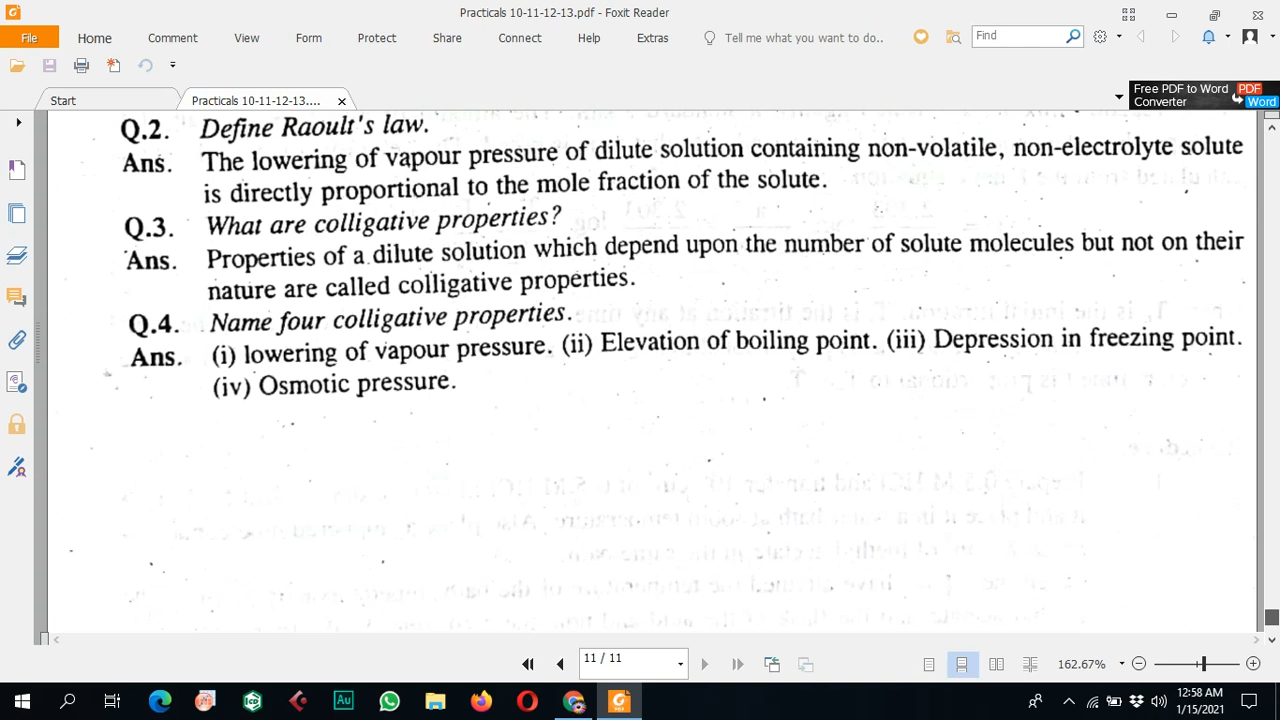 Practicals 10-11-12-13.pdf - Foxit Reader
File Home Comment View Form Protect Share Connect Help Extras Tell me what you to do.. Find
Start Practicals 10-11-12-13.... Free PDF to Word Converter PDF Word
Q.2. Define Raoult's law.
Ans. The lowering of vapour pressure of dilute solution containing non-volatile, non-electrolyte solute
is directly proportional to the mole fraction of the solute.
Q.3. What are colligative properties?
Ans. Properties of a dilute solution which depend upon the number of solute molecules but not on their
nature are called colligative properties.
Q.4. Name four colligative properties.
Ans. (i) lowering of vapour pressure. (ii) Elevation of boiling point. (iii) Depression in freezing point.
(iv) Osmotic pressure.
11 / 11 162.67%
Au 12:58 AM
1/15/2021